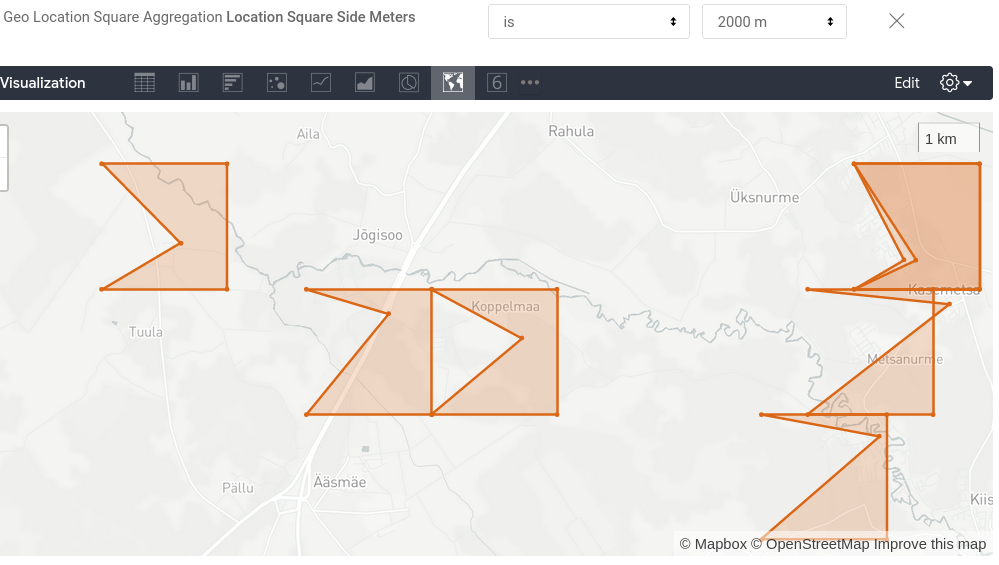 Geo Location Square Aggregation Location Square Side Meters is 2000 m
Visualization 6 Edit
Aila
Rahula
1 km
Üksnurme
Jõgisoo
Kasemetsa
Koppelmaa
Tuula
Metsanurme
Ääsmäe
Pällu
Kiis
© Mapbox © OpenStreetMap Improve this map